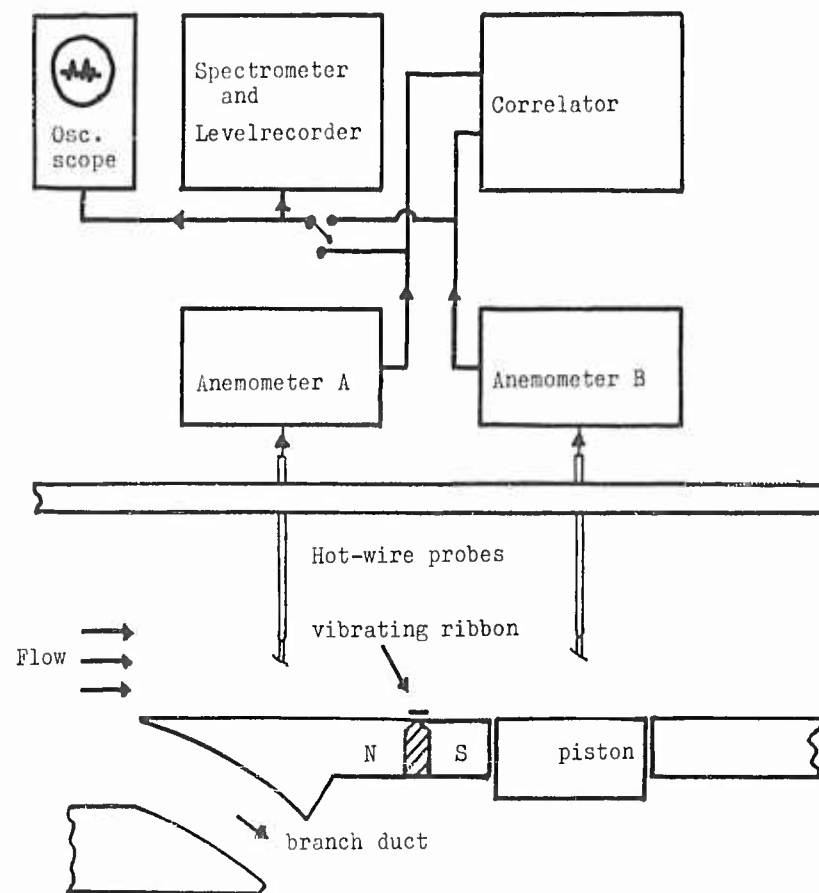 Spectrometer
and
Levelrecorder
Osc.
scope
Correlator
Anemometer A
Anemometer B
Hot-wire probes
vibrating ribbon
Flow
N
S
piston
branch duct